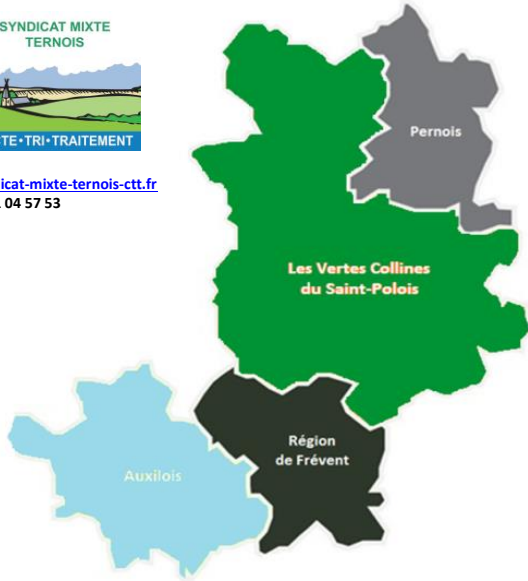 SYNDICAT MIXTE
TERNOIS
CTE•TRI•TRAITEMENT
icat-mixte-ternois-ctt.fr
04 57 53
Pernois
Les Vertes Collines
du Saint-Polois
Région
de Frévent
Auxilois